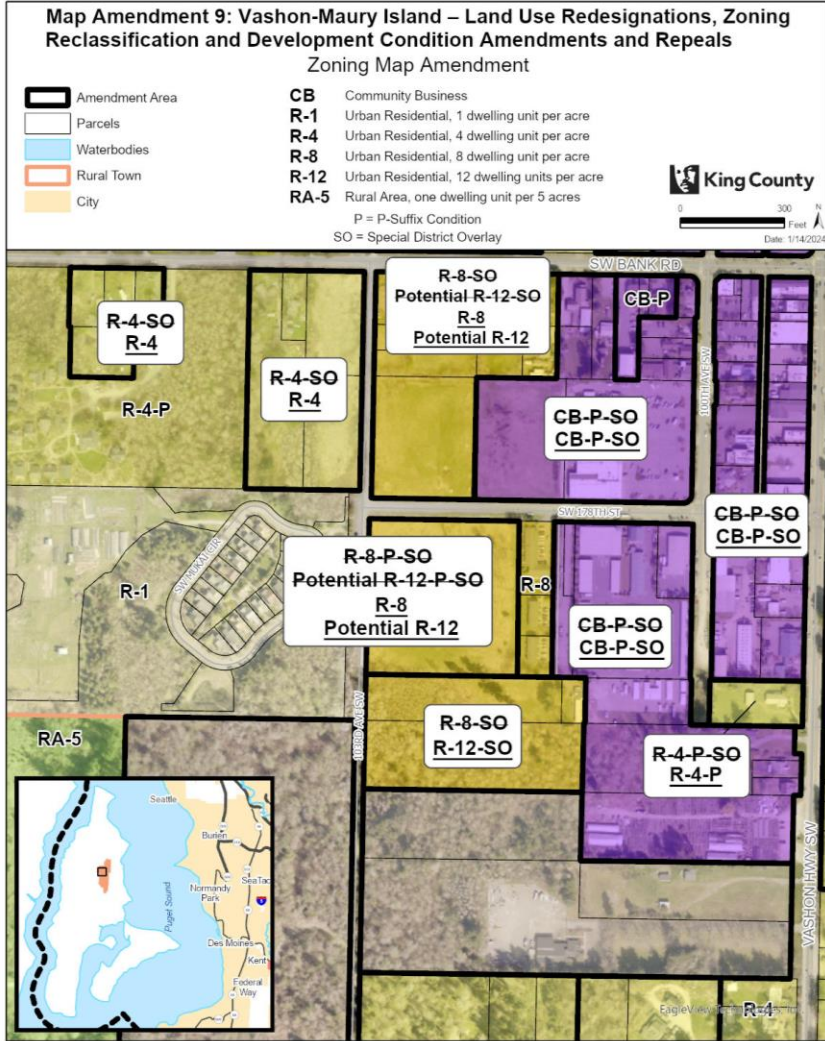 Map Amendment 9: Vashon-Maury Island – Land Use Redesignations, Zoning
Reclassification and Development Condition Amendments and Repeals
Zoning Map Amendment
Amendment Area
Parcels
Waterbodies
Rural Town
City
CB Community Business
R-1 Urban Residential, 1 dwelling unit per acre
R-4 Urban Residential, 4 dwelling unit per acre
R-8 Urban Residential, 8 dwelling unit per acre
R-12 Urban Residential, 12 dwelling units per acre
RA-5 Rural Area, one dwelling unit per 5 acres
P = P-Suffix Condition
SO = Special District Overlay
King County
0 300
Feet
N
Date: 1/14/2024
SW BANK RD
R-4-SO
R-4
R-4-P
R-4-SO
R-4
R-8-SO
Potential R-12-SO
R-8
Potential R-12
CB-P
100TH AVE SW
CB-P-SO
CB-P-SO
CB-P-SO
CB-P-SO
SW 178TH ST
SW MUKAI CIR
R-1
R-8-P-SO
Potential R-12-P-SO
R-8
Potential R-12
R-8
CB-P-SO
CB-P-SO
103RD AVE SW
R-8-SO
R-12-SO
R-4-P-SO
R-4-P
RA-5
VASHON HWY SW
Seattle
Burien
Normandy
Park
SeaTac
5
Puget Sound
Des Moines
Kent
Federal
Way
R-4